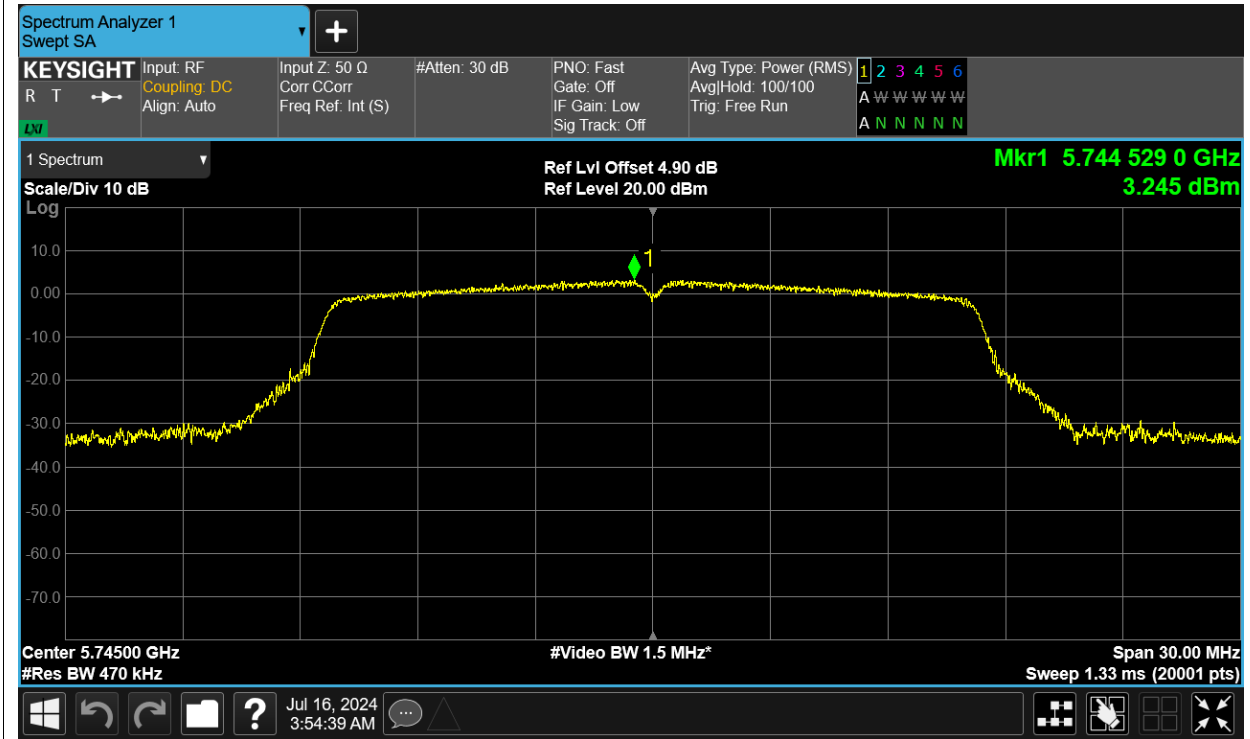 Spectrum Analyzer 1
Swept SA
KEYSIGHT
R T
LXI
Input: RF
Coupling: DC
Align: Auto
Input Z: 50 Ω
Corr CCorr
Freq Ref: Int (S)
#Atten: 30 dB
PNO: Fast
Gate: Off
IF Gain: Low
Sig Track: Off
Avg Type: Power (RMS)
Avg|Hold: 100/100
Trig: Free Run
1 2 3 4 5 6
A W W W W W
A N N N N N
1 Spectrum
Scale/Div 10 dB
Log
Ref Lvl Offset 4.90 dB
Ref Level 20.00 dBm
Mkr1 5.744 529 0 GHz
3.245 dBm
10.0
0.00
-10.0
-20.0
-30.0
-40.0
-50.0
-60.0
-70.0
1
Center 5.74500 GHz
#Res BW 470 kHz
#Video BW 1.5 MHz*
Span 30.00 MHz
Sweep 1.33 ms (20001 pts)
?
Jul 16, 2024
3:54:39 AM